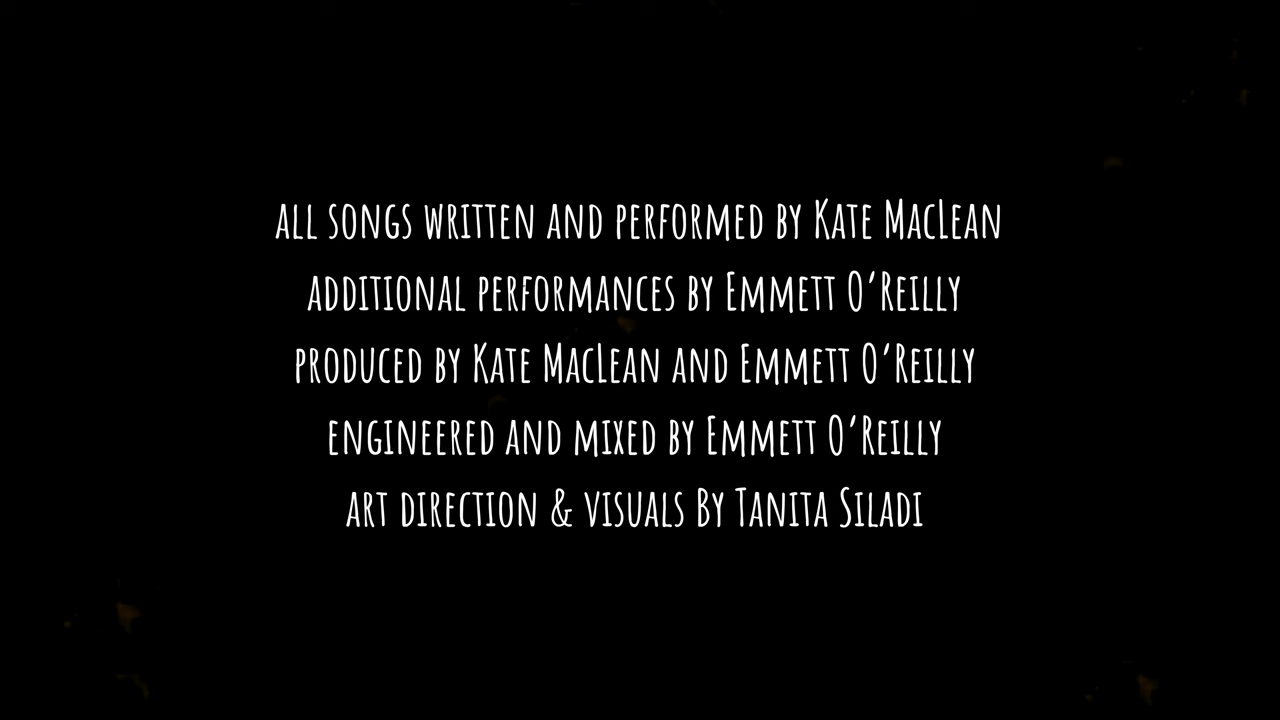 all songs written and performed by Kate MacLean
additional performances by Emmett O’Reilly
produced by Kate MacLean and Emmett O’Reilly
engineered and mixed by Emmett O’Reilly
art direction & visuals By Tanita Siladi